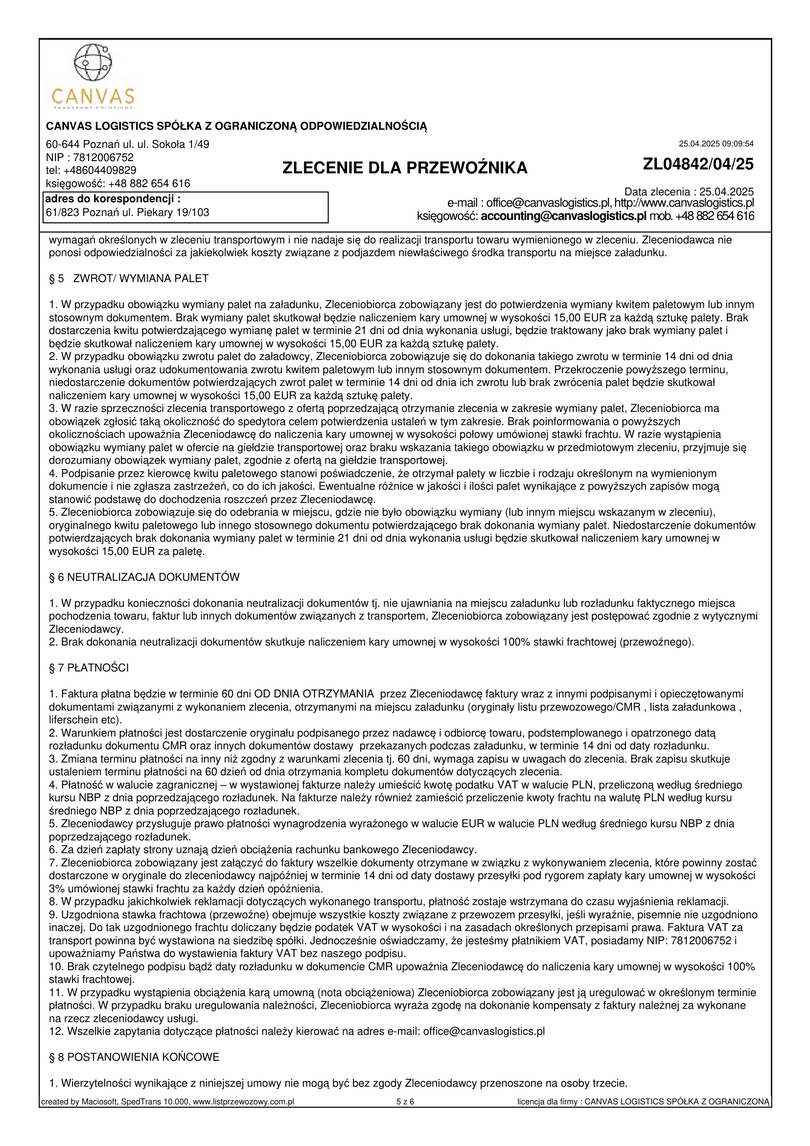 CANVAS
TRANSPORT SOLUTIONS
CANVAS LOGISTICS SPÓŁKA Z OGRANICZONĄ ODPOWIEDZIALNOŚCIĄ
60-644 Poznań ul. ul. Sokoła 1/49
NIP : 7812006752
tel: +48604409829
księgowość: +48 882 654 616
adres do korespondencji :
61/823 Poznań ul. Piekary 19/103
ZLECENIE DLA PRZEWOŹNIKA
25.04.2025 09:09:54
ZL04842/04/25
Data zlecenia : 25.04.2025
e-mail : office@canvaslogistics.pl, http://www.canvaslogistics.pl
księgowość: accounting@canvaslogistics.pl mob. +48 882 654 616
wymagań określonych w zleceniu transportowym i nie nadaje się do realizacji transportu towaru wymienionego w zleceniu. Zleceniodawca nie
ponosi odpowiedzialności za jakiekolwiek koszty związane z podjazdem niewłaściwego środka transportu na miejsce załadunku.
§ 5 ZWROT/ WYMIANA PALET
1. W przypadku obowiązku wymiany palet na załadunku, Zleceniobiorca zobowiązany jest do potwierdzenia wymiany kwitem paletowym lub innym
stosownym dokumentem. Brak wymiany palet skutkował będzie naliczeniem kary umownej w wysokości 15,00 EUR za każdą sztukę palety. Brak
dostarczenia kwitu potwierdzającego wymianę palet w terminie 21 dni od dnia wykonania usługi, będzie traktowany jako brak wymiany palet i
będzie skutkował naliczeniem kary umownej w wysokości 15,00 EUR za każdą sztukę palety.
2. W przypadku obowiązku zwrotu palet do załadowcy, Zleceniobiorca zobowiązuje się do dokonania takiego zwrotu w terminie 14 dni od dnia
wykonania usługi oraz udokumentowania zwrotu kwitem paletowym lub innym stosownym dokumentem. Przekroczenie powyższego terminu,
niedostarczenie dokumentów potwierdzających zwrot palet w terminie 14 dni od dnia ich zwrotu lub brak zwrócenia palet będzie skutkował
naliczeniem kary umownej w wysokości 15,00 EUR za każdą sztukę palety.
3. W razie sprzeczności zlecenia transportowego z ofertą poprzedzającą otrzymanie zlecenia w zakresie wymiany palet, Zleceniobiorca ma
obowiązek zgłosić taką okoliczność do spedytora celem potwierdzenia ustaleń w tym zakresie. Brak poinformowania o powyższych
okolicznościach upoważnia Zleceniodawcę do naliczenia kary umownej w wysokości połowy umówionej stawki frachtu. W razie wystąpienia
obowiązku wymiany palet w ofercie na giełdzie transportowej oraz braku wskazania takiego obowiązku w przedmiotowym zleceniu, przyjmuje się
dorozumiany obowiązek wymiany palet, zgodnie z ofertą na giełdzie transportowej.
4. Podpisanie przez kierowcę kwitu paletowego stanowi poświadczenie, że otrzymał palety w liczbie i rodzaju określonym na wymienionym
dokumencie i nie zgłasza zastrzeżeń, co do ich jakości. Ewentualne różnice w jakości i ilości palet wynikające z powyższych zapisów mogą
stanowić podstawę do dochodzenia roszczeń przez Zleceniodawcę.
5. Zleceniobiorca zobowiązuje się do odebrania w miejscu, gdzie nie było obowiązku wymiany (lub innym miejscu wskazanym w zleceniu),
oryginalnego kwitu paletowego lub innego stosownego dokumentu potwierdzającego brak dokonania wymiany palet. Niedostarczenie dokumentów
potwierdzających brak dokonania wymiany palet w terminie 21 dni od dnia wykonania usługi będzie skutkował naliczeniem kary umownej w
wysokości 15,00 EUR za paletę.
§ 6 NEUTRALIZACJA DOKUMENTÓW
1. W przypadku konieczności dokonania neutralizacji dokumentów tj. nie ujawniania na miejscu załadunku lub rozładunku faktycznego miejsca
pochodzenia towaru, faktur lub innych dokumentów związanych z transportem, Zleceniobiorca zobowiązany jest postępować zgodnie z wytycznymi
Zleceniodawcy.
2. Brak dokonania neutralizacji dokumentów skutkuje naliczeniem kary umownej w wysokości 100% stawki frachtowej (przewoźnego).
§ 7 PŁATNOŚCI
1. Faktura płatna będzie w terminie 60 dni OD DNIA OTRZYMANIA przez Zleceniodawcę faktury wraz z innymi podpisanymi i opieczętowanymi
dokumentami związanymi z wykonaniem zlecenia, otrzymanymi na miejscu załadunku (oryginały listu przewozowego/CMR , lista załadunkowa ,
liferschein etc).
2. Warunkiem płatności jest dostarczenie oryginału podpisanego przez nadawcę i odbiorcę towaru, podstemplowanego i opatrzonego datą
rozładunku dokumentu CMR oraz innych dokumentów dostawy przekazanych podczas załadunku, w terminie 14 dni od daty rozładunku.
3. Zmiana terminu płatności na inny niż zgodny z warunkami zlecenia tj. 60 dni, wymaga zapisu w uwagach do zlecenia. Brak zapisu skutkuje
ustaleniem terminu płatności na 60 dzień od dnia otrzymania kompletu dokumentów dotyczących zlecenia.
4. Płatność w walucie zagranicznej – w wystawionej fakturze należy umieścić kwotę podatku VAT w walucie PLN, przeliczoną według średniego
kursu NBP z dnia poprzedzającego rozładunek. Na fakturze należy również zamieścić przeliczenie kwoty frachtu na walutę PLN według kursu
średniego NBP z dnia poprzedzającego rozładunek.
5. Zleceniodawcy przysługuje prawo płatności wynagrodzenia wyrażonego w walucie EUR w walucie PLN według średniego kursu NBP z dnia
poprzedzającego rozładunek.
6. Za dzień zapłaty strony uznają dzień obciążenia rachunku bankowego Zleceniodawcy.
7. Zleceniobiorca zobowiązany jest załączyć do faktury wszelkie dokumenty otrzymane w związku z wykonywaniem zlecenia, które powinny zostać
dostarczone w oryginale do zleceniodawcy najpóźniej w terminie 14 dni od daty dostawy przesyłki pod rygorem zapłaty kary umownej w wysokości
3% umówionej stawki frachtu za każdy dzień opóźnienia.
8. W przypadku jakichkolwiek reklamacji dotyczących wykonanego transportu, płatność zostaje wstrzymana do czasu wyjaśnienia reklamacji.
9. Uzgodniona stawka frachtowa (przewoźne) obejmuje wszystkie koszty związane z przewozem przesyłki, jeśli wyraźnie, pisemnie nie uzgodniono
inaczej. Do tak uzgodnionego frachtu doliczany będzie podatek VAT w wysokości i na zasadach określonych przepisami prawa. Faktura VAT za
transport powinna być wystawiona na siedzibę spółki. Jednocześnie oświadczamy, że jesteśmy płatnikiem VAT, posiadamy NIP: 7812006752 i
upoważniamy Państwa do wystawienia faktury VAT bez naszego podpisu.
10. Brak czytelnego podpisu bądź daty rozładunku w dokumencie CMR upoważnia Zleceniodawcę do naliczenia kary umownej w wysokości 100%
stawki frachtowej.
11. W przypadku wystąpienia obciążenia karą umowną (nota obciążeniowa) Zleceniobiorca zobowiązany jest ją uregulować w określonym terminie
płatności. W przypadku braku uregulowania należności, Zleceniobiorca wyraża zgodę na dokonanie kompensaty z faktury należnej za wykonane
na rzecz zleceniodawcy usługi.
12. Wszelkie zapytania dotyczące płatności należy kierować na adres e-mail: office@canvaslogistics.pl
§ 8 POSTANOWIENIA KOŃCOWE
1. Wierzytelności wynikające z niniejszej umowy nie mogą być bez zgody Zleceniodawcy przenoszone na osoby trzecie.
created by Maciosoft, SpedTrans 10.000, www.listprzewozowy.com.pl
5 z 6
licencja dla firmy : CANVAS LOGISTICS SPÓŁKA Z OGRANICZONĄ